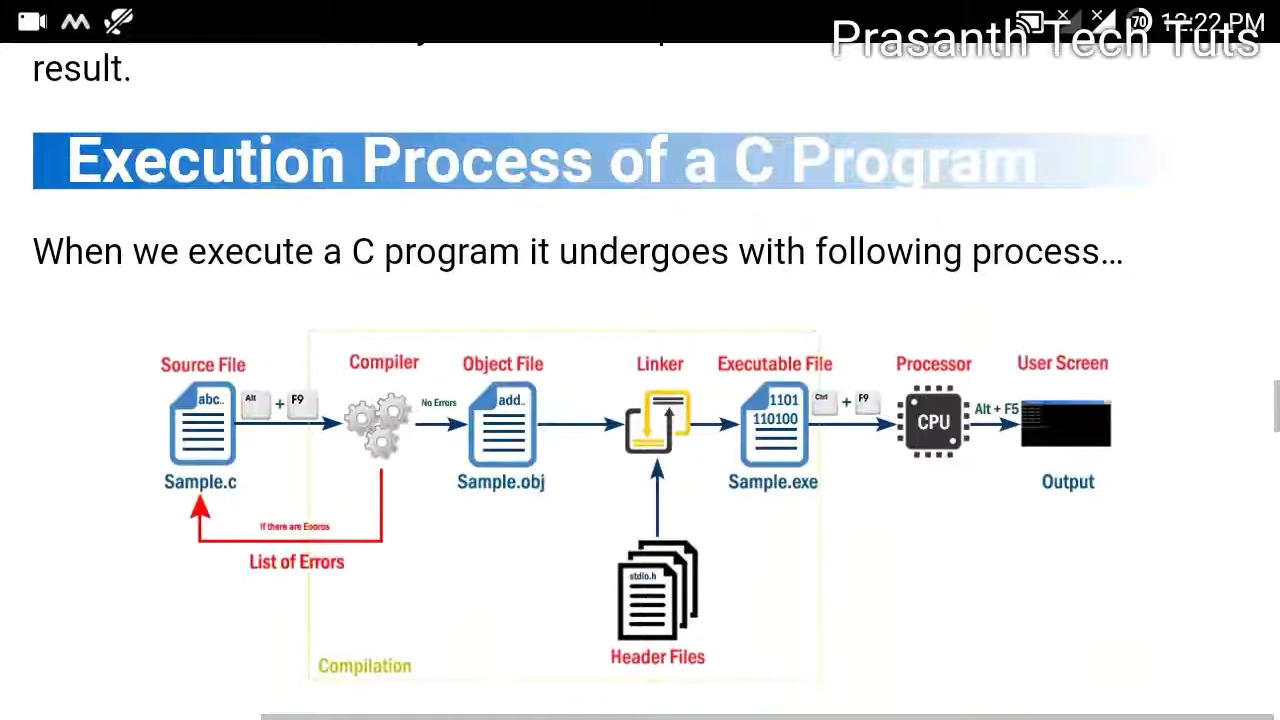 70 12:22 PM
Prasanth Tech Tuts
result.
Execution Process of a C Program
When we execute a C program it undergoes with following process...
Source File
Compiler
Object File
Linker
Executable File
Processor
User Screen
abc..
Alt + F9
No Errors
add..
1101
110100
Ctrl + F9
CPU
Alt + F5
Sample.c
Sample.obj
Sample.exe
Output
If there are Eooros
List of Errors
stdio.h
Header Files
Compilation